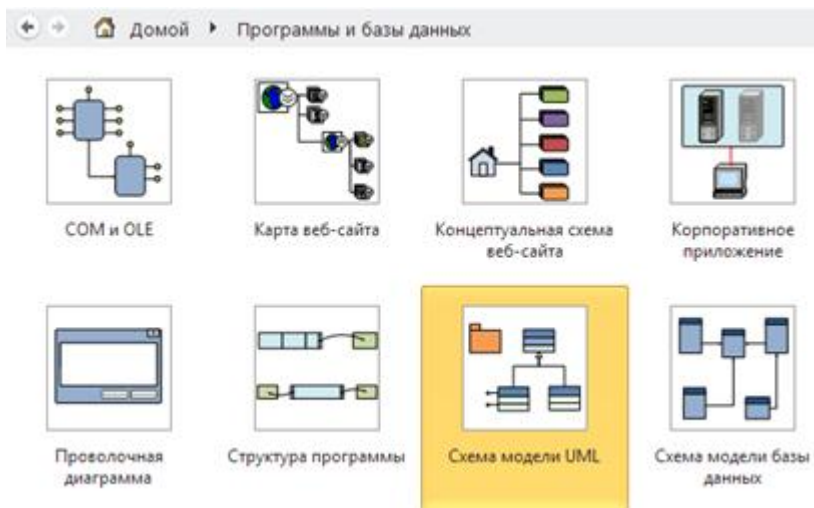 Домой Программы и базы данных
COM и OLE
Карта веб-сайта
Концептуальная схема
веб-сайта
Корпоративное
приложение
Проволочная
диаграмма
Структура программы
Схема модели UML
Схема модели базы
данных